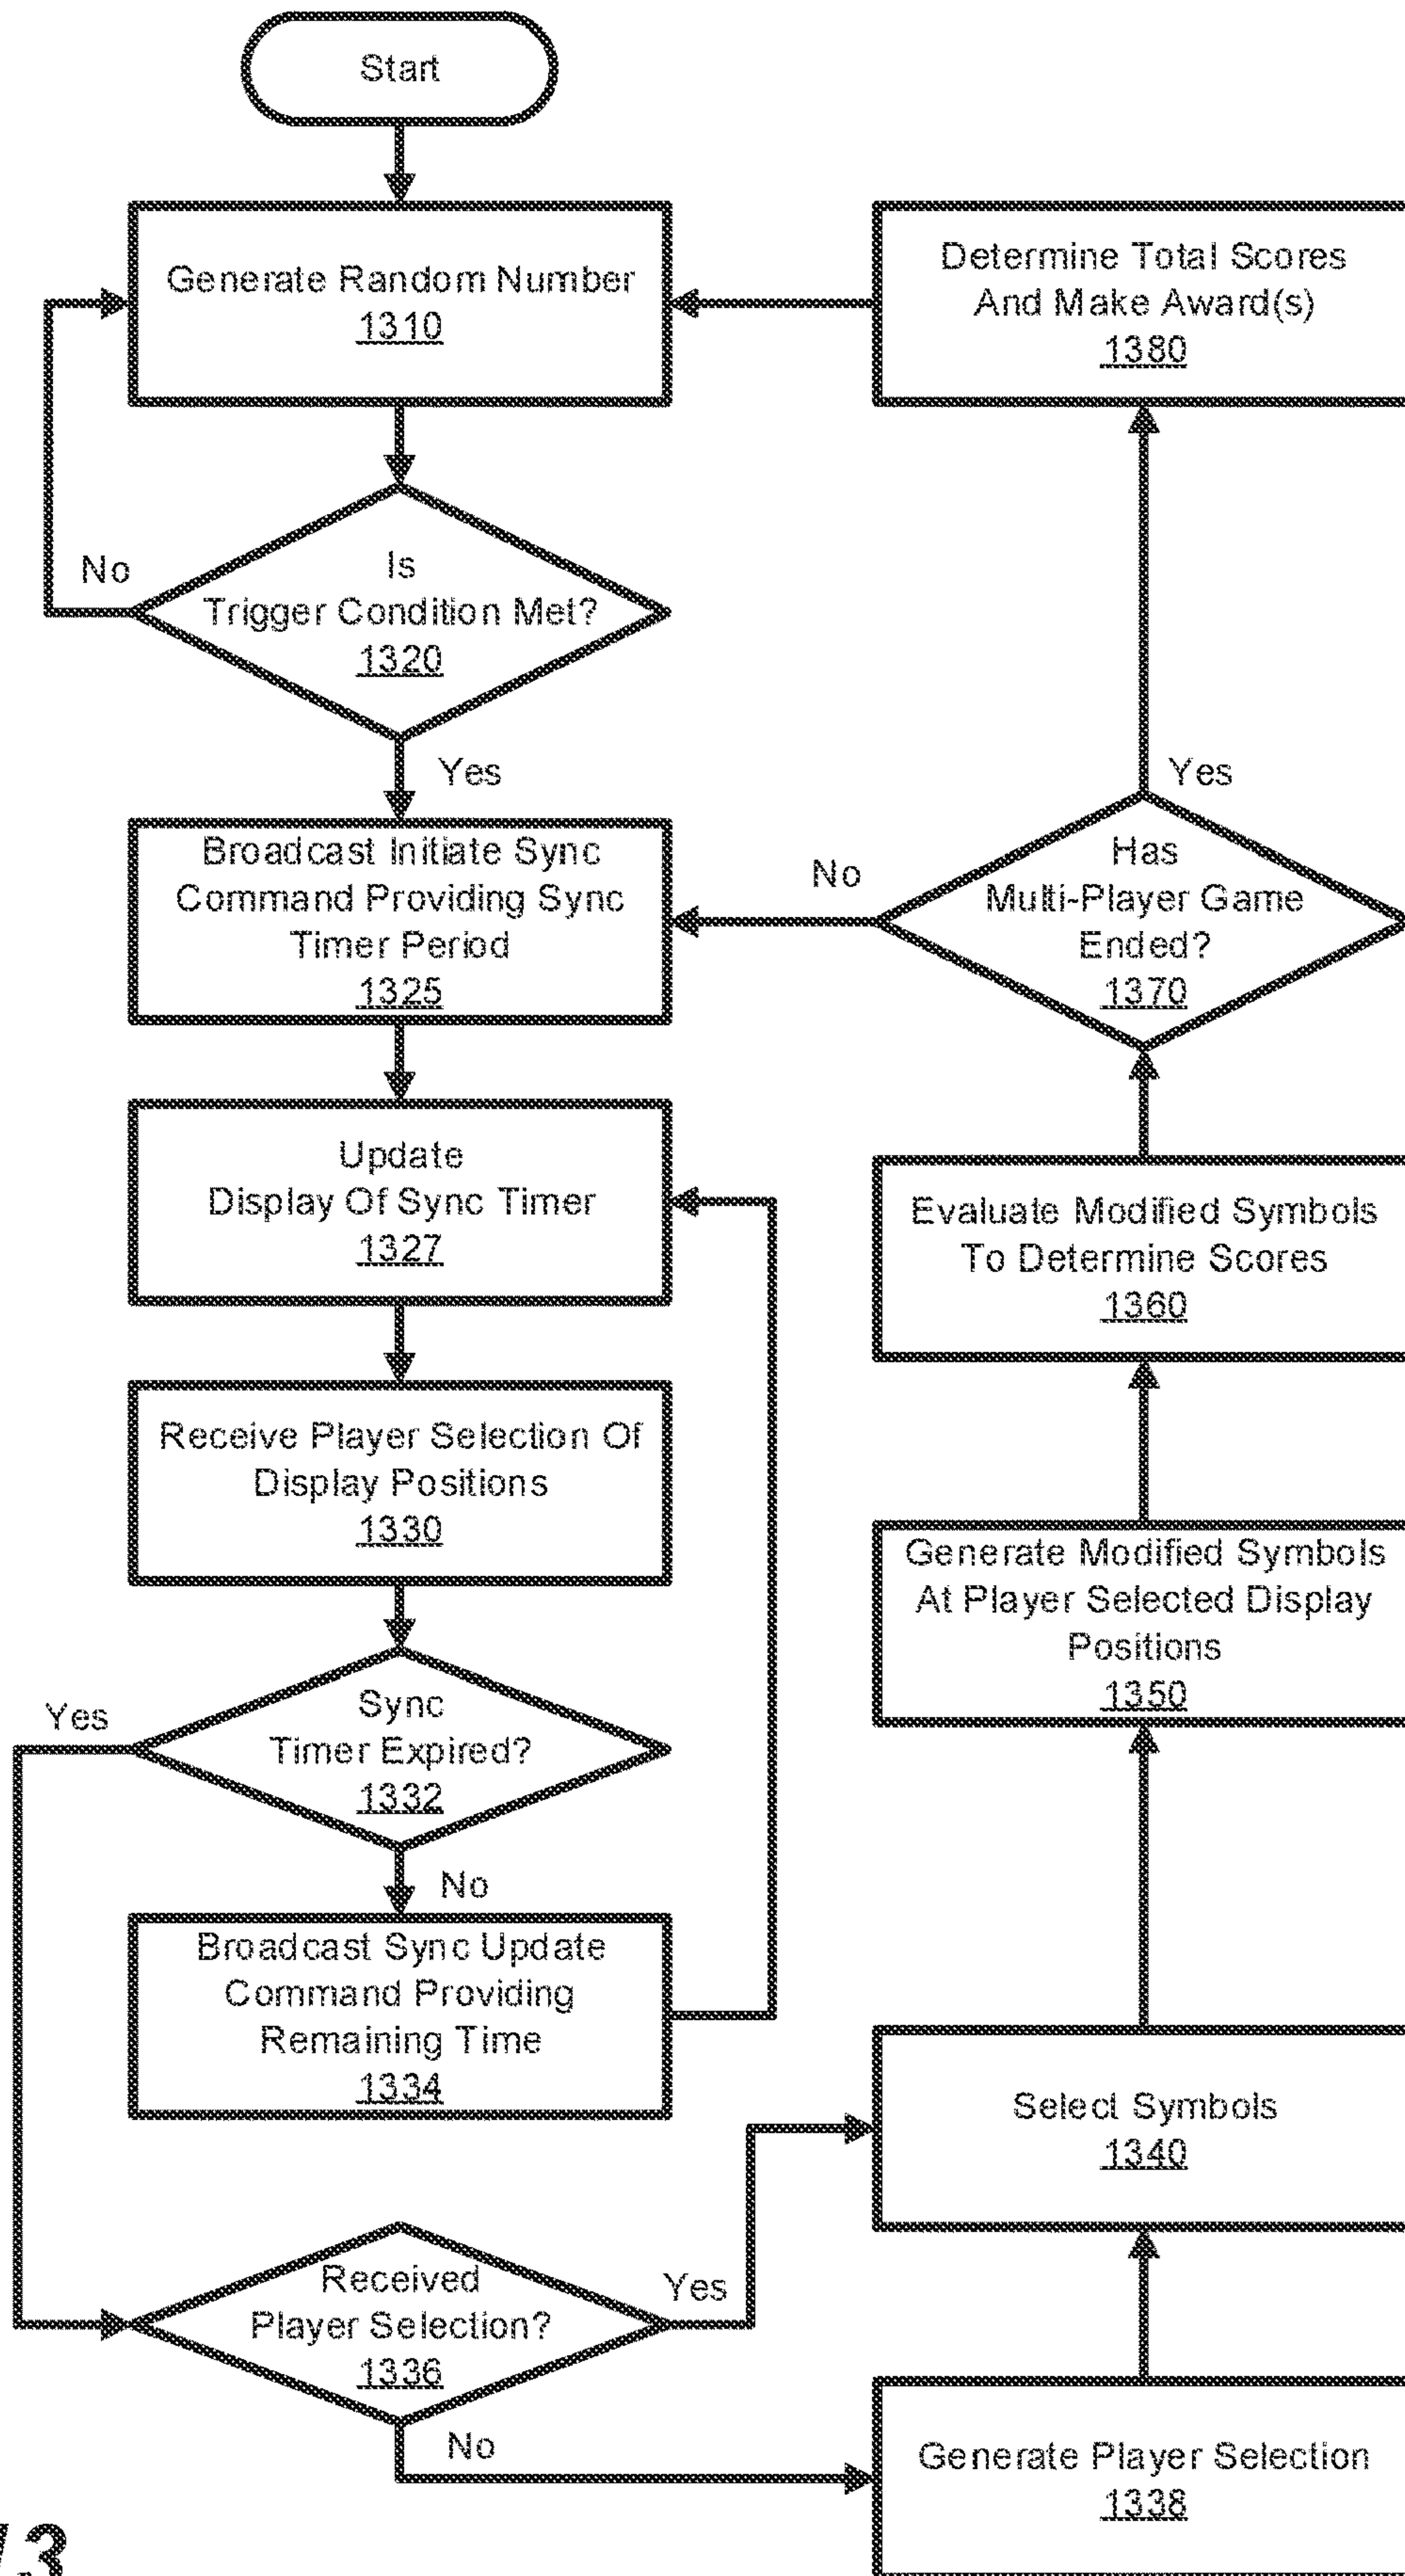 Start
Generate Random Number
1310
Is
Trigger Condition Met?
1320
No
Yes
Broadcast Initiate Sync
Command Providing Sync
Timer Period
1325
Update
Display Of Sync Timer
1327
Receive Player Selection Of
Display Positions
1330
Sync
Timer Expired?
1332
Yes
No
Broadcast Sync Update
Command Providing
Remaining Time
1334
Received
Player Selection?
1336
Yes
No
Generate Player Selection
1338
Select Symbols
1340
Generate Modified Symbols
At Player Selected Display
Positions
1350
Evaluate Modified Symbols
To Determine Scores
1360
Has
Multi-Player Game
Ended?
1370
No
Yes
Determine Total Scores
And Make Award(s)
1380